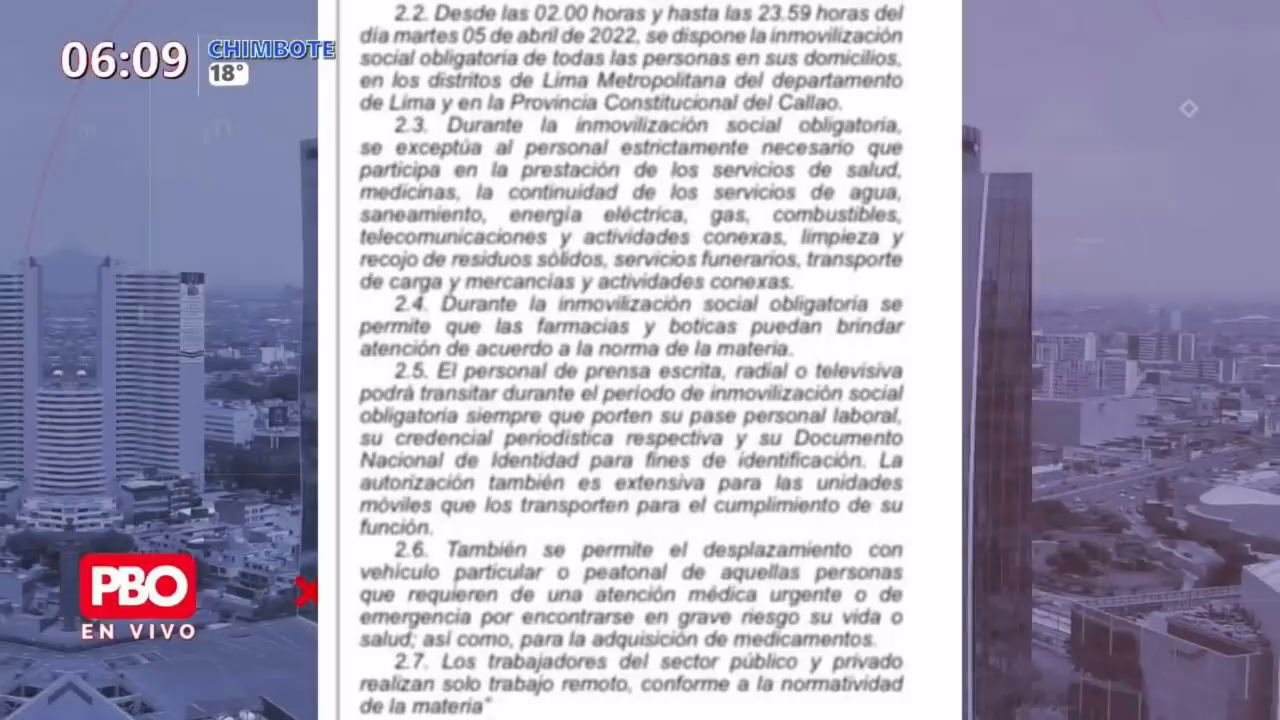 06:09
CHIMBOTE
18°
2.2. Desde las 02.00 horas y hasta las 23.59 horas del
día martes 05 de abril de 2022, se dispone la inmovilización
social obligatoria de todas las personas en sus domicilios,
en los distritos de Lima Metropolitana del departamento
de Lima y en la Provincia Constitucional del Callao.
2.3. Durante la inmovilización social obligatoria,
se exceptúa al personal estrictamente necesario que
participa en la prestación de los servicios de salud,
medicinas, la continuidad de los servicios de agua,
saneamiento, energía eléctrica, gas, combustibles,
telecomunicaciones y actividades conexas, limpieza y
recojo de residuos sólidos, servicios funerarios, transporte
de carga y mercancías y actividades conexas.
2.4. Durante la inmovilización social obligatoria se
permite que las farmacias y boticas puedan brindar
atención de acuerdo a la norma de la materia.
2.5. El personal de prensa escrita, radial o televisiva
podrá transitar durante el período de inmovilización social
obligatoria siempre que porten su pase personal laboral,
su credencial periodística respectiva y su Documento
Nacional de Identidad para fines de identificación. La
autorización también es extensiva para las unidades
móviles que los transporten para el cumplimiento de su
función.
2.6. También se permite el desplazamiento con
vehículo particular o peatonal de aquellas personas
que requieren de una atención médica urgente o de
emergencia por encontrarse en grave riesgo su vida o
salud; así como, para la adquisición de medicamentos.
2.7. Los trabajadores del sector público y privado
realizan solo trabajo remoto, conforme a la normatividad
de la materia"
PBO
EN VIVO